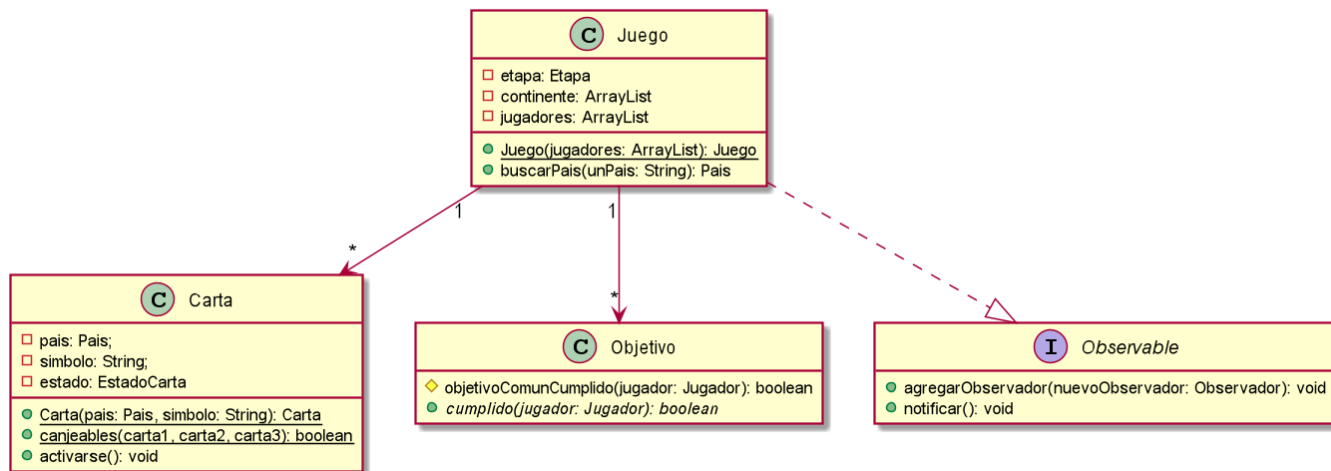 C Juego
etapa: Etapa
continente: ArrayList
jugadores: ArrayList
Juego(jugadores: ArrayList): Juego
buscarPais(unPais: String): Pais
1
1
*
*
C Carta
pais: Pais;
simbolo: String;
estado: EstadoCarta
Carta(pais: Pais, simbolo: String): Carta
canjeables(carta1, carta2, carta3): boolean
activarse(): void
C Objetivo
objetivoComunCumplido(jugador: Jugador): boolean
cumplido(jugador: Jugador): boolean
I Observable
agregarObservador(nuevoObservador: Observador): void
notificar(): void